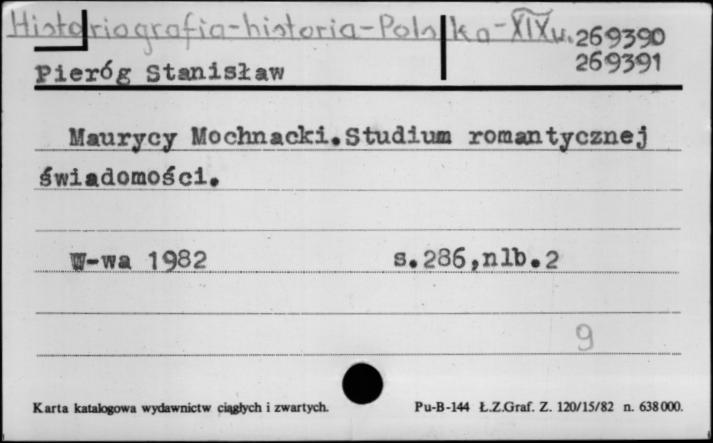 Historiografia-historia-Polska-XIXw. 269390
269391
Pieróg Stanisław
Maurycy Mochnacki.Studium romantycznej
świadomości.
W-wa 1982 s.286,nlb.2
9
Karta katalogowa wydawnictw ciągłych i zwartych. Pu-B-144 Ł.Z.Graf. Z. 120/15/82 n. 638000.